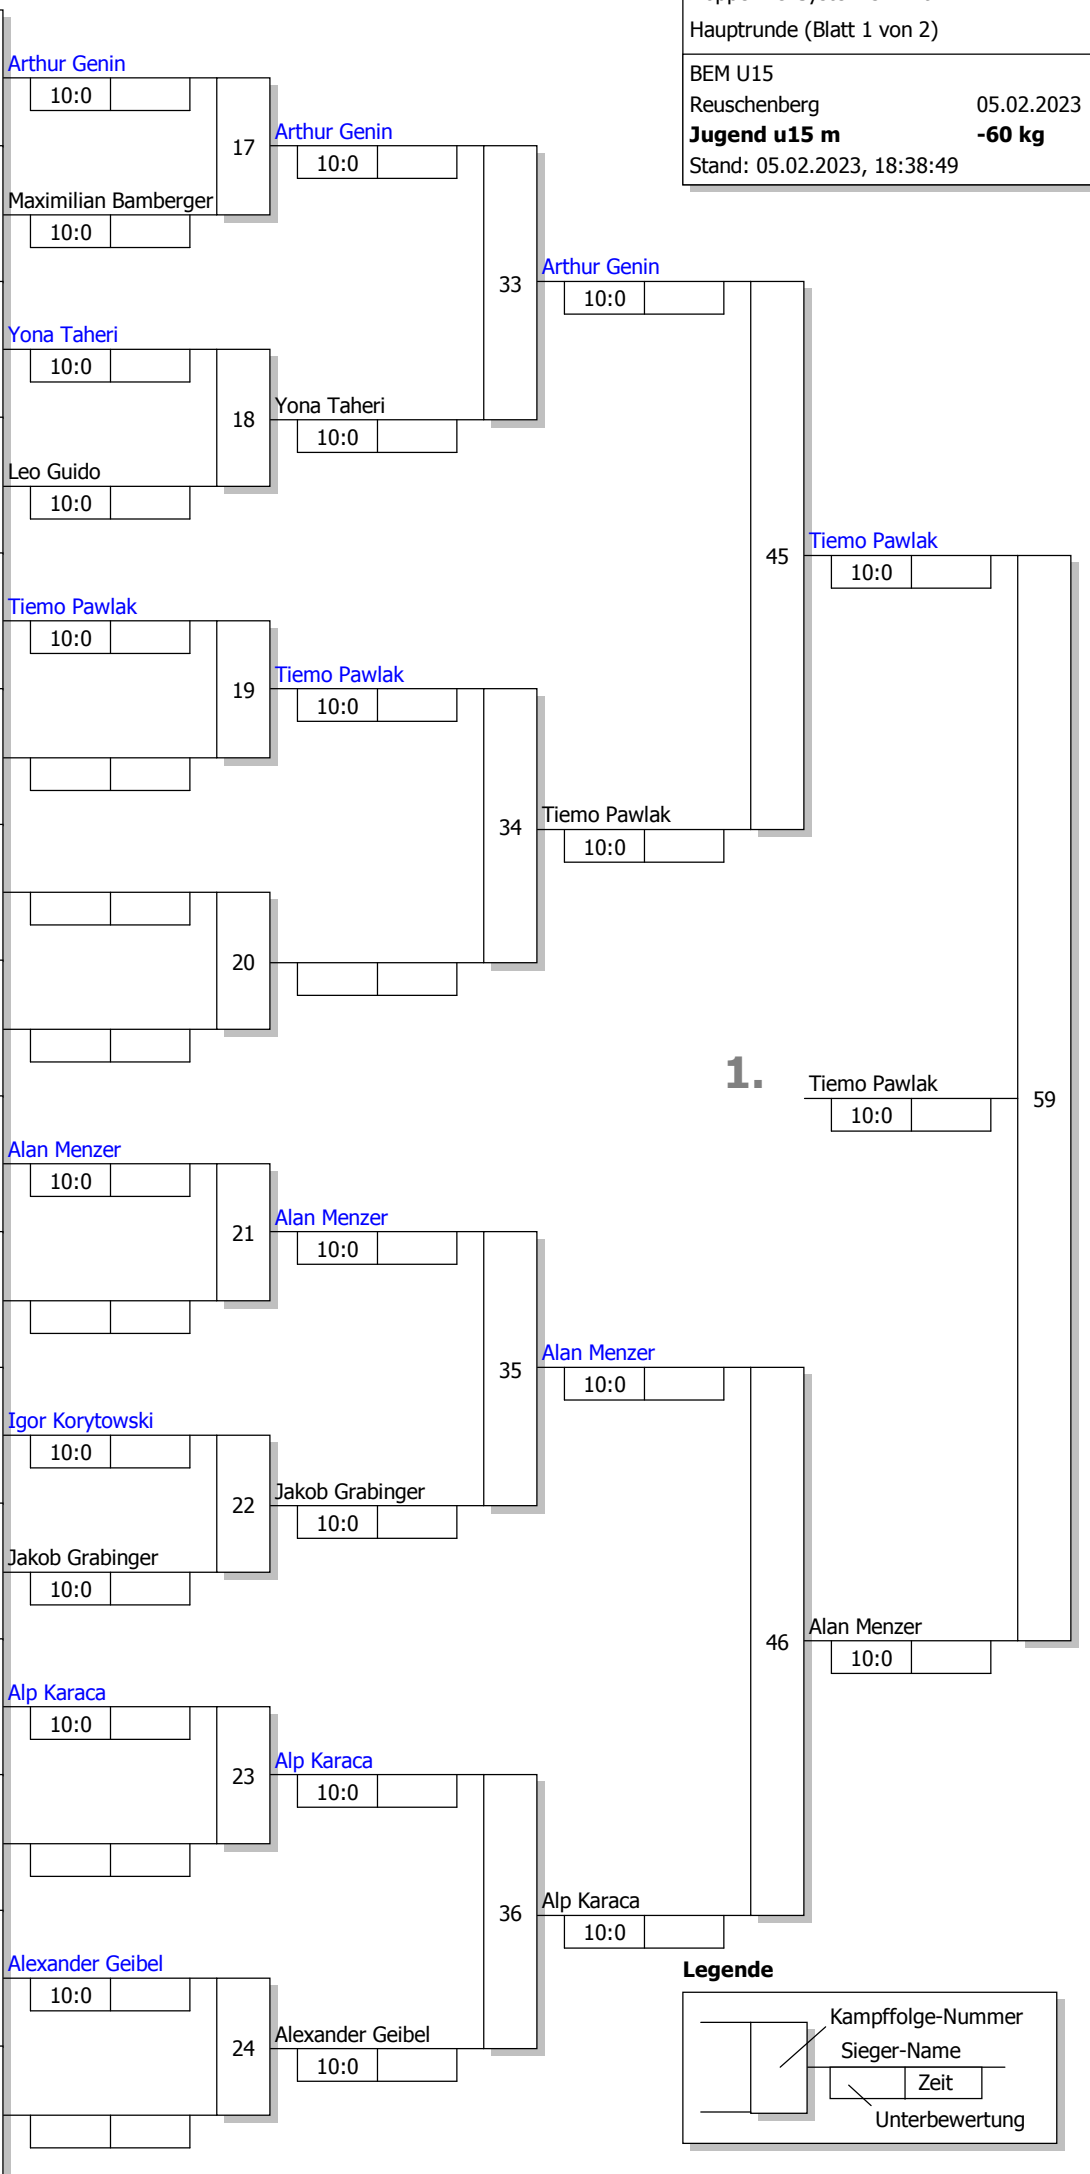 Hauptrunde (Blatt 1 von 2)
BEM U15
Reuschenberg 05.02.2023
Jugend u15 m -60 kg
Stand: 05.02.2023, 18:38:49
Arthur Genin
10:0
17
Arthur Genin
10:0
Maximilian Bamberger
10:0
33
Arthur Genin
10:0
Yona Taheri
10:0
18
Yona Taheri
10:0
Leo Guido
10:0
45
Tiemo Pawlak
10:0
Tiemo Pawlak
10:0
19
Tiemo Pawlak
10:0
34
Tiemo Pawlak
10:0
20
1.
Tiemo Pawlak
10:0
59
Alan Menzer
10:0
21
Alan Menzer
10:0
35
Alan Menzer
10:0
Igor Korytowski
10:0
22
Jakob Grabinger
10:0
Jakob Grabinger
10:0
46
Alan Menzer
10:0
Alp Karaca
10:0
23
Alp Karaca
10:0
36
Alp Karaca
10:0
Alexander Geibel
10:0
24
Alexander Geibel
10:0
Legende
Kampffolge-Nummer
Sieger-Name
Zeit
Unterbewertung